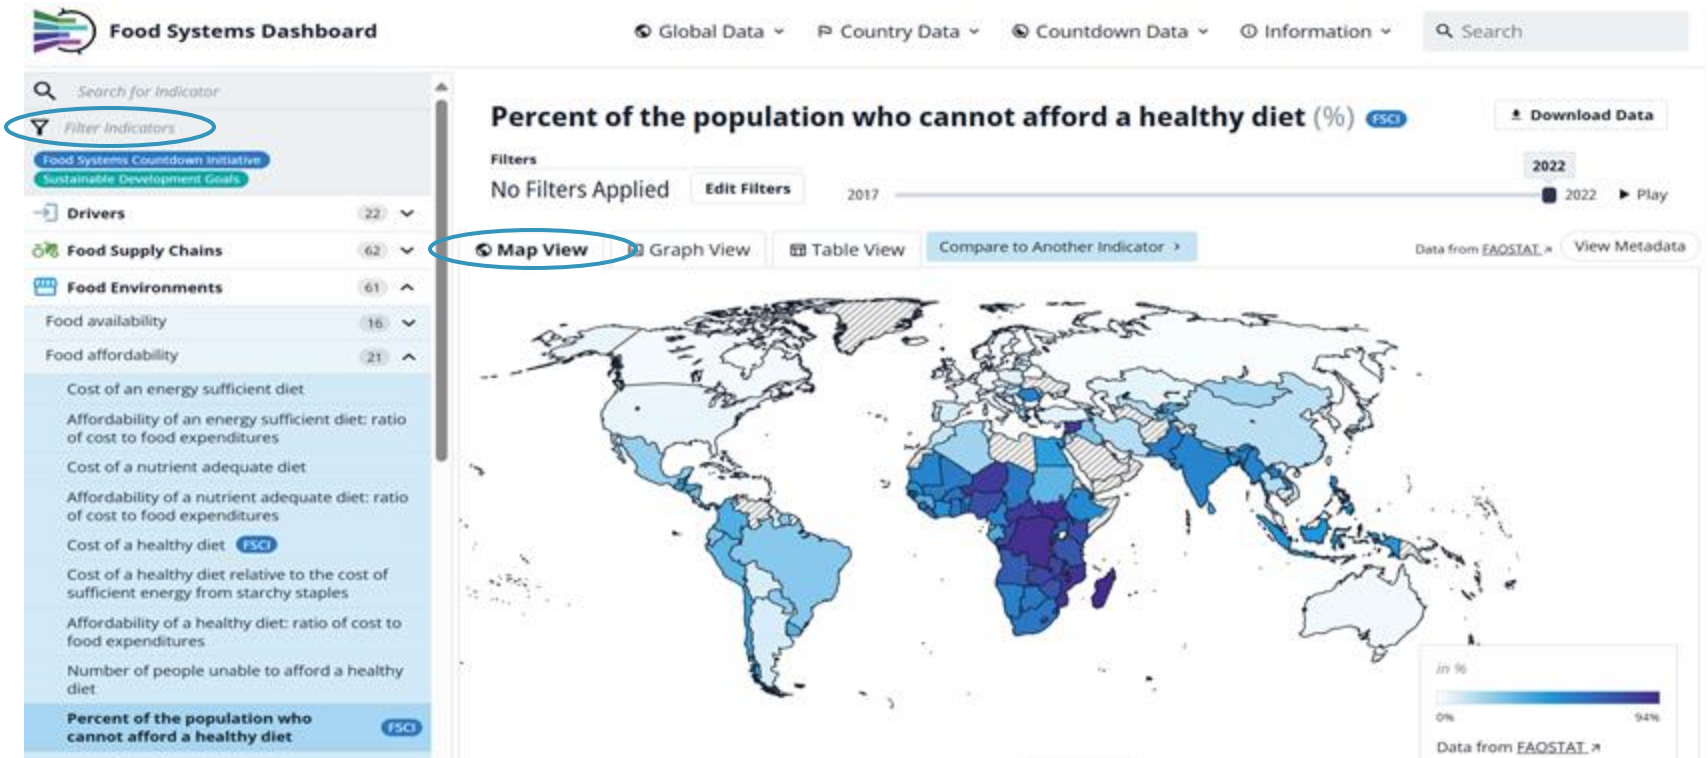 Food Systems Dashboard
Global Data
Country Data
Countdown Data
Information
Search
Search for Indicator
Filter Indicators
Food Systems Countdown Initiative
Sustainable Development Goals
Drivers 22
Food Supply Chains 62
Food Environments 61
Food availability 16
Food affordability 21
Cost of an energy sufficient diet
Affordability of an energy sufficient diet: ratio
of cost to food expenditures
Cost of a nutrient adequate diet
Affordability of a nutrient adequate diet: ratio
of cost to food expenditures
Cost of a healthy diet FSCI
Cost of a healthy diet relative to the cost of
sufficient energy from starchy staples
Affordability of a healthy diet: ratio of cost to
food expenditures
Number of people unable to afford a healthy
diet
Percent of the population who
cannot afford a healthy diet FSCI
Percent of the population who cannot afford a healthy diet (%) FSCI
Download Data
Filters
No Filters Applied
Edit Filters
2017
2022
2022
Play
Map View
Graph View
Table View
Compare to Another Indicator
Data from FAOSTAT
View Metadata
in %
0% 94%
Data from FAOSTAT